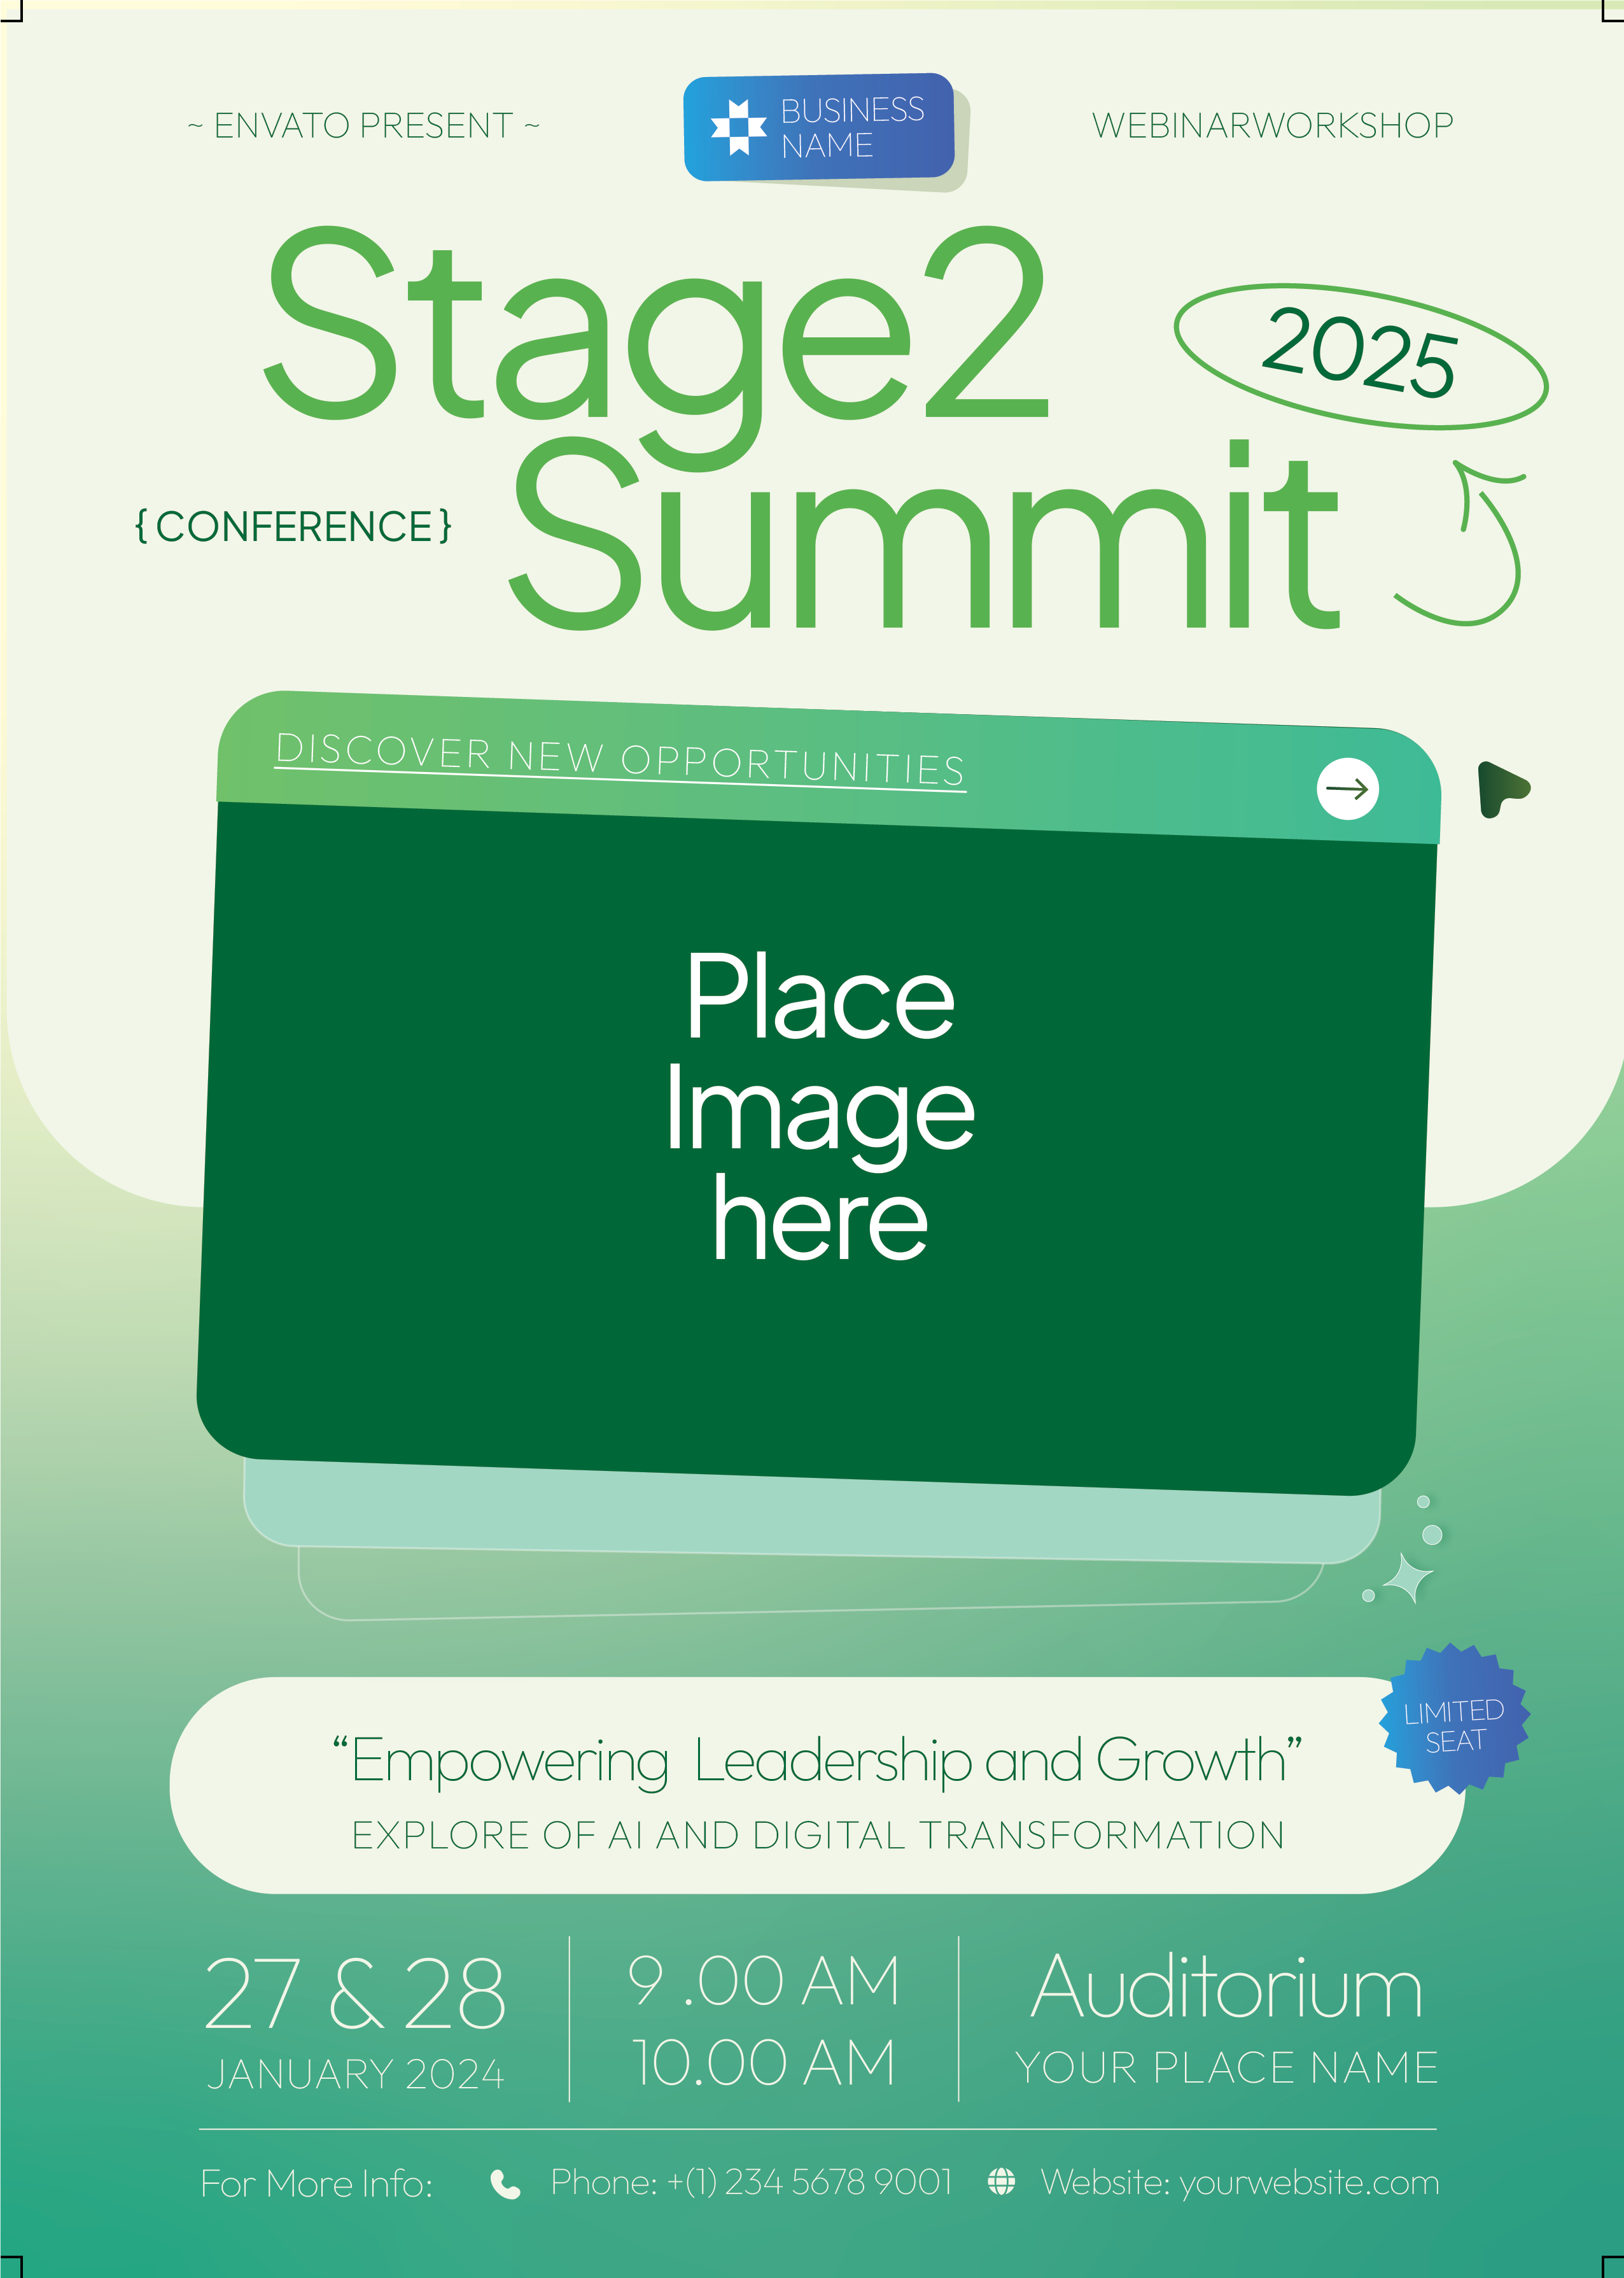 ~ ENVATO PRESENT ~
BUSINESS
NAME
WEBINARWORKSHOP
Stage2
2025
{CONFERENCE}
Summit
DISCOVER NEW OPPORTUNITIES
Place
Image
here
LIMITED
SEAT
“Empowering Leadership and Growth”
EXPLORE OF AI AND DIGITAL TRANSFORMATION
27 & 28
JANUARY 2024
9 .00 AM
10.00 AM
Auditorium
YOUR PLACE NAME
For More Info:
Phone: +(1) 234 5678 9001
Website: yourwebsite.com